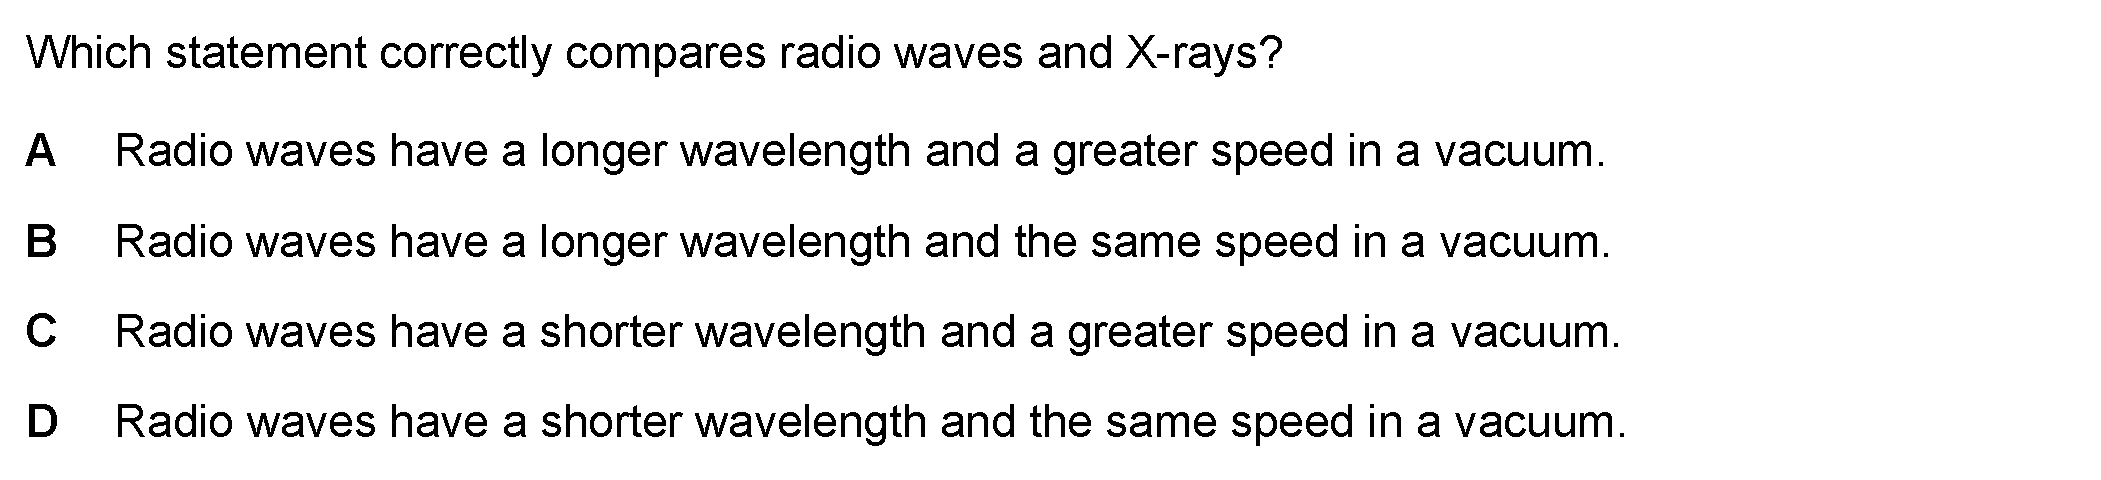 Which statement correctly compares radio waves and X-rays?
A Radio waves have a longer wavelength and a greater speed in a vacuum.
B Radio waves have a longer wavelength and the same speed in a vacuum.
C Radio waves have a shorter wavelength and a greater speed in a vacuum.
D Radio waves have a shorter wavelength and the same speed in a vacuum.